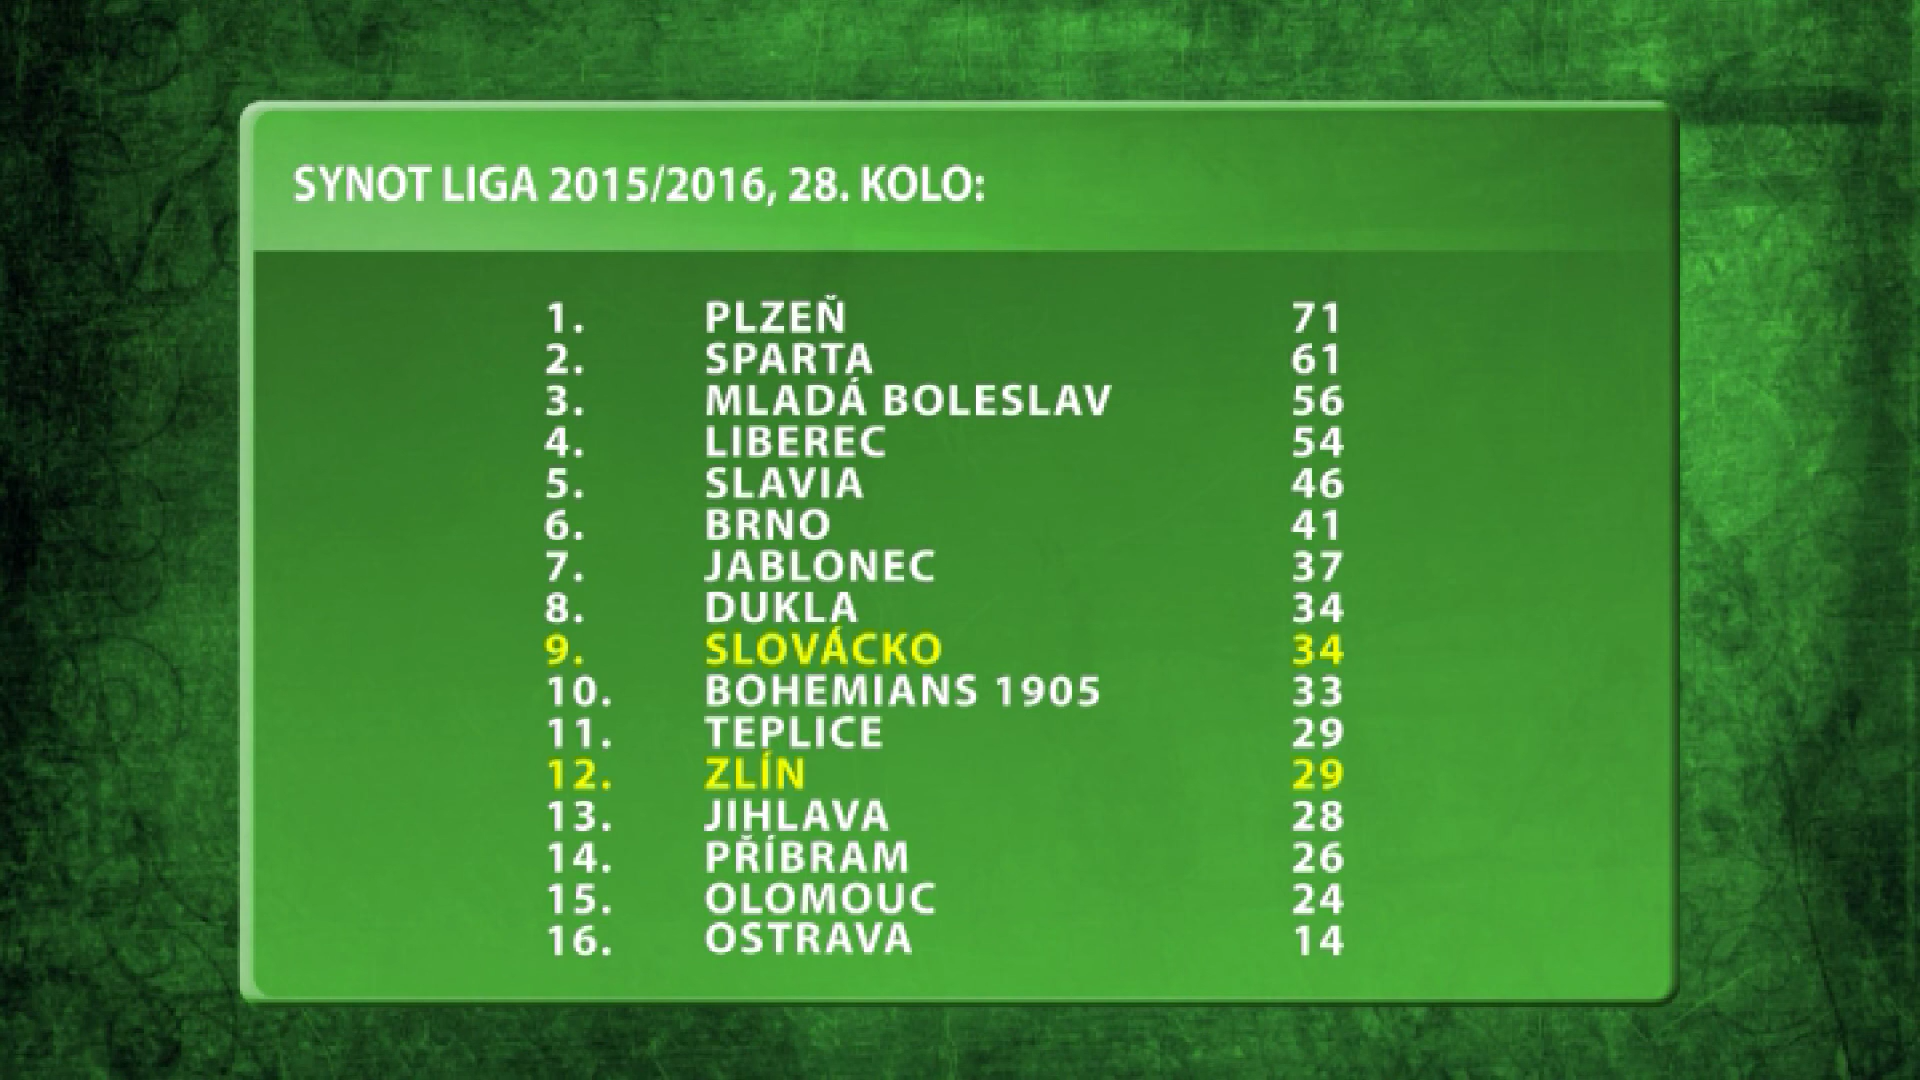 SYNOT LIGA 2015/2016, 28. KOLO:
1. PLZEŇ 71
2. SPARTA 61
3. MLADÁ BOLESLAV 56
4. LIBEREC 54
5. SLAVIA 46
6. BRNO 41
7. JABLONEC 37
8. DUKLA 34
9. SLOVÁCKO 34
10. BOHEMIANS 1905 33
11. TEPLICE 29
12. ZLÍN 29
13. JIHLAVA 28
14. PŘÍBRAM 26
15. OLOMOUC 24
16. OSTRAVA 14